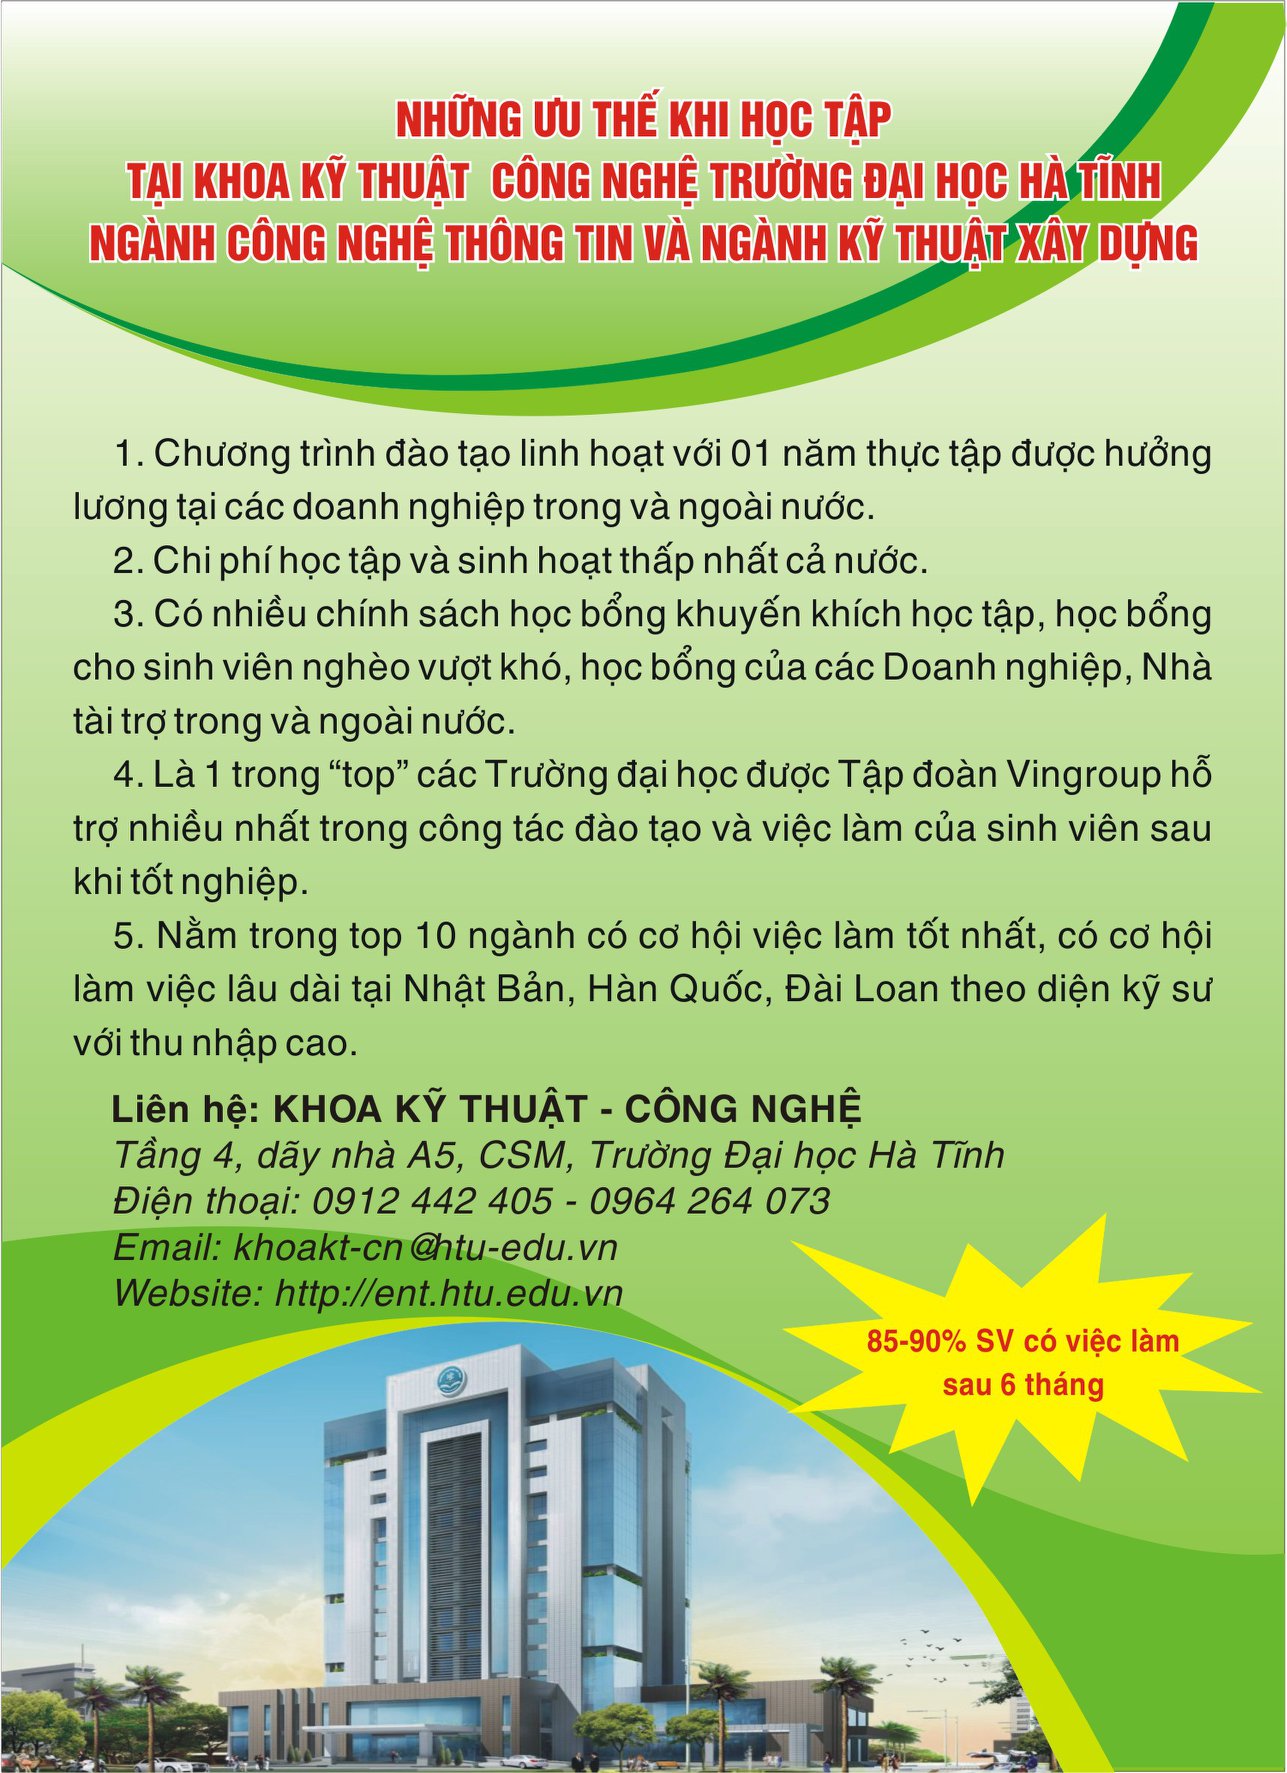 NHỮNG ƯU THẾ KHI HỌC TẬP
TẠI KHOA KỸ THUẬT CÔNG NGHỆ TRƯỜNG ĐẠI HỌC HÀ TĨNH
NGÀNH CÔNG NGHỆ THÔNG TIN VÀ NGÀNH KỸ THUẬT XÂY DỰNG
1. Chương trình đào tạo linh hoạt với 01 năm thực tập được hưởng
lương tại các doanh nghiệp trong và ngoài nước.
2. Chi phí học tập và sinh hoạt thấp nhất cả nước.
3. Có nhiều chính sách học bổng khuyến khích học tập, học bổng
cho sinh viên nghèo vượt khó, học bổng của các Doanh nghiệp, Nhà
tài trợ trong và ngoài nước.
4. Là 1 trong “top” các Trường đại học được Tập đoàn Vingroup hỗ
trợ nhiều nhất trong công tác đào tạo và việc làm của sinh viên sau
khi tốt nghiệp.
5. Nằm trong top 10 ngành có cơ hội việc làm tốt nhất, có cơ hội
làm việc lâu dài tại Nhật Bản, Hàn Quốc, Đài Loan theo diện kỹ sư
với thu nhập cao.
Liên hệ: KHOA KỸ THUẬT - CÔNG NGHỆ
Tầng 4, dãy nhà A5, CSM, Trường Đại học Hà Tĩnh
Điện thoại: 0912 442 405 - 0964 264 073
Email: khoakt-cn@htu-edu.vn
Website: http://ent.htu.edu.vn
85-90% SV có việc làm
sau 6 tháng